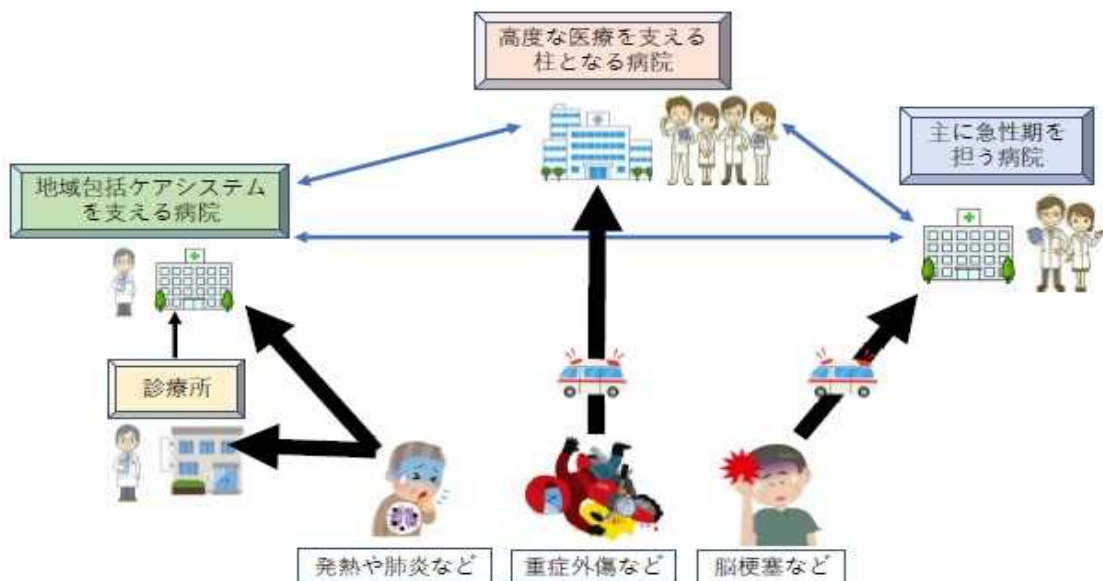 高度な医療を支える
柱となる病院
主に急性期を
担う病院
地域包括ケアシステム
を支える病院
診療所
発熱や肺炎など
重症外傷など
脳梗塞など